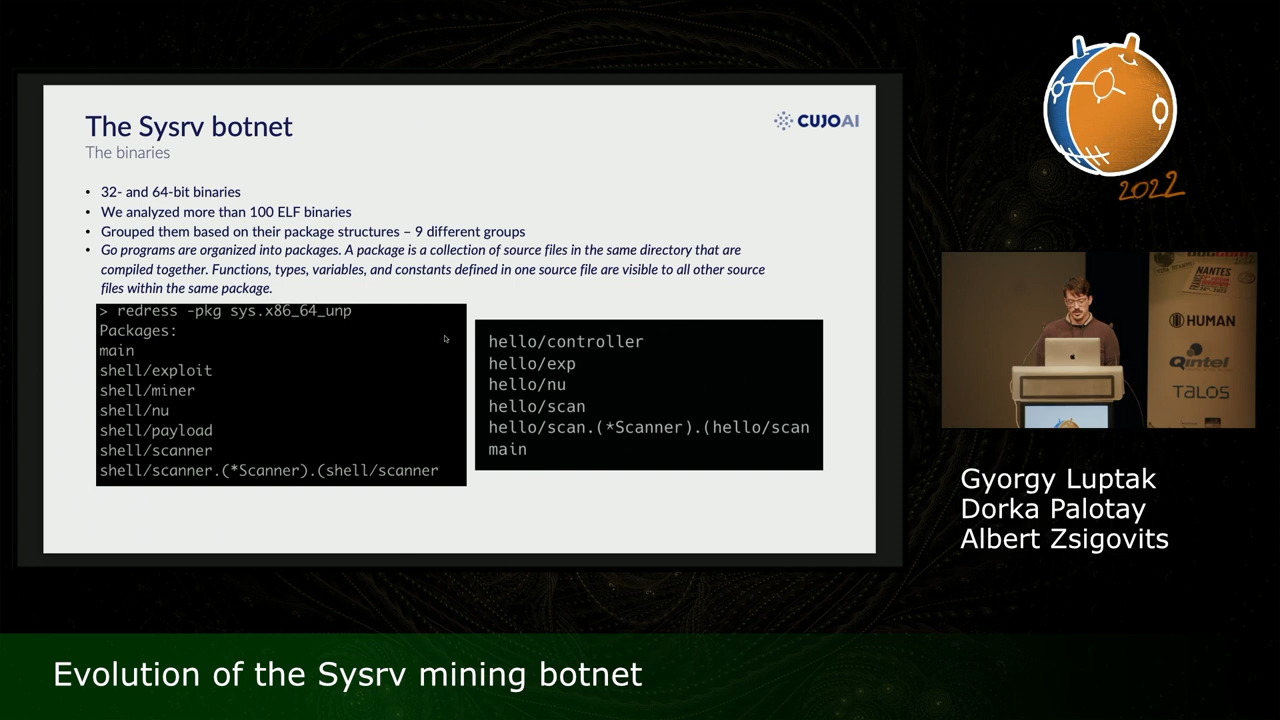 The Sysrv botnet
The binaries
CUJOAI
• 32- and 64-bit binaries
• We analyzed more than 100 ELF binaries
• Grouped them based on their package structures – 9 different groups
• Go programs are organized into packages. A package is a collection of source files in the same directory that are
compiled together. Functions, types, variables, and constants defined in one source file are visible to all other source
files within the same package.
> redress -pkg sys.x86_64_unp
Packages:
main
shell/exploit
shell/miner
shell/nu
shell/payload
shell/scanner
shell/scanner.(*Scanner).(shell/scanner
hello/controller
hello/exp
hello/nu
hello/scan
hello/scan.(*Scanner).(hello/scan
main
2022
NANTES
HUMAN
Qintel
TALOS
Gyorgy Luptak
Dorka Palotay
Albert Zsigovits
Evolution of the Sysrv mining botnet